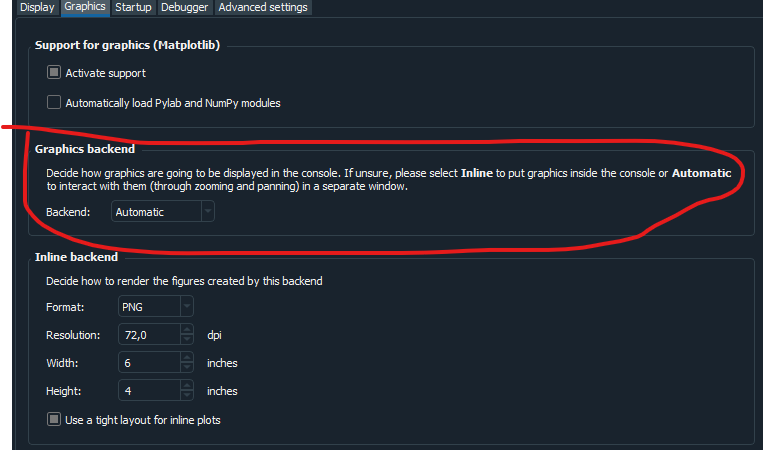 Display Graphics Startup Debugger Advanced settings
Support for graphics (Matplotlib)
Activate support
Automatically load Pylab and NumPy modules
Graphics backend
Decide how graphics are going to be displayed in the console. If unsure, please select Inline to put graphics inside the console or Automatic
to interact with them (through zooming and panning) in a separate window.
Backend: Automatic
Inline backend
Decide how to render the figures created by this backend
Format: PNG
Resolution: 72,0 dpi
Width: 6 inches
Height: 4 inches
Use a tight layout for inline plots